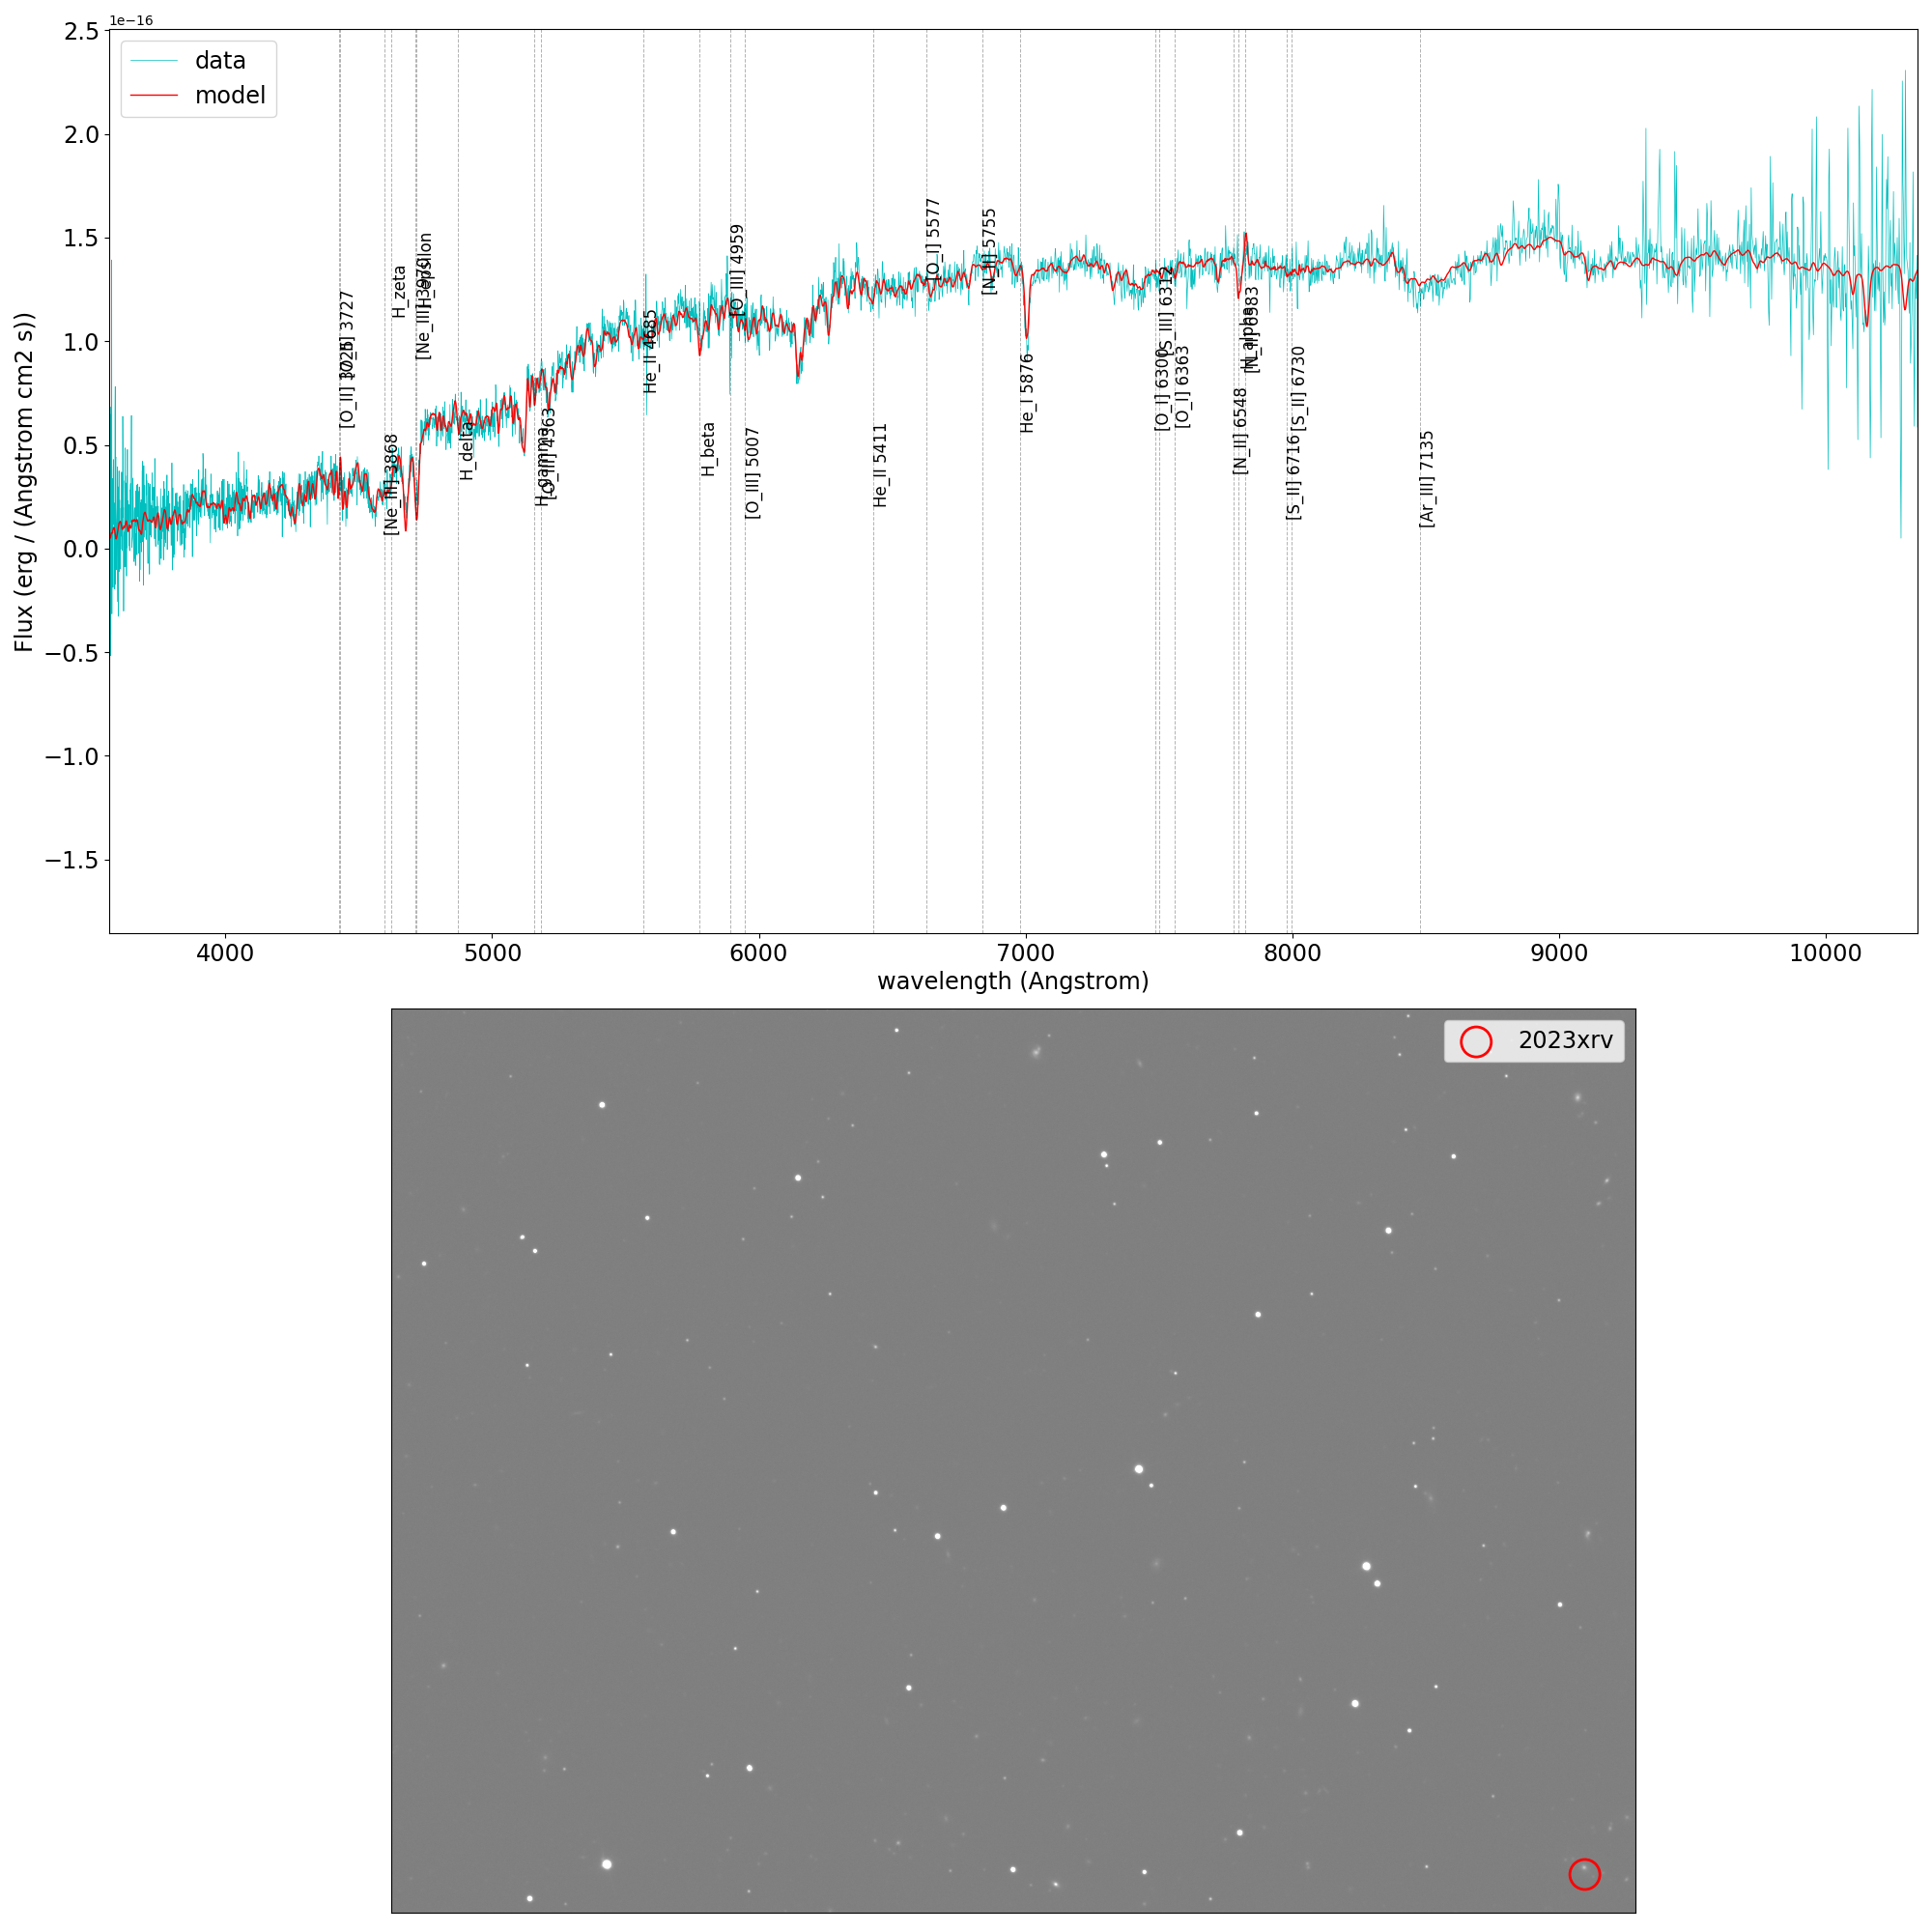 1e−16
2.5
2.0
1.5
1.0
0.5
0.0
−0.5
−1.0
−1.5
Flux (erg / (Angstrom cm2 s))
data
model
[O_II] 3727
[Ne_III] 3868
H_zeta
H_epsilon
H_delta
H_gamma
[O_III] 4363
He_II 4685
H_beta
[O_III] 4959
[O_III] 5007
He_II 5411
[O_I] 5577
[N_II] 5755
He_I 5876
[O_I] 6300
[S_III] 6312
[O_I] 6363
[N_II] 6548
H_alpha
[N_II] 6583
[S_II] 6716
[S_II] 6730
[Ar_III] 7135
4000
5000
6000
7000
8000
9000
10000
wavelength (Angstrom)
2023xrv